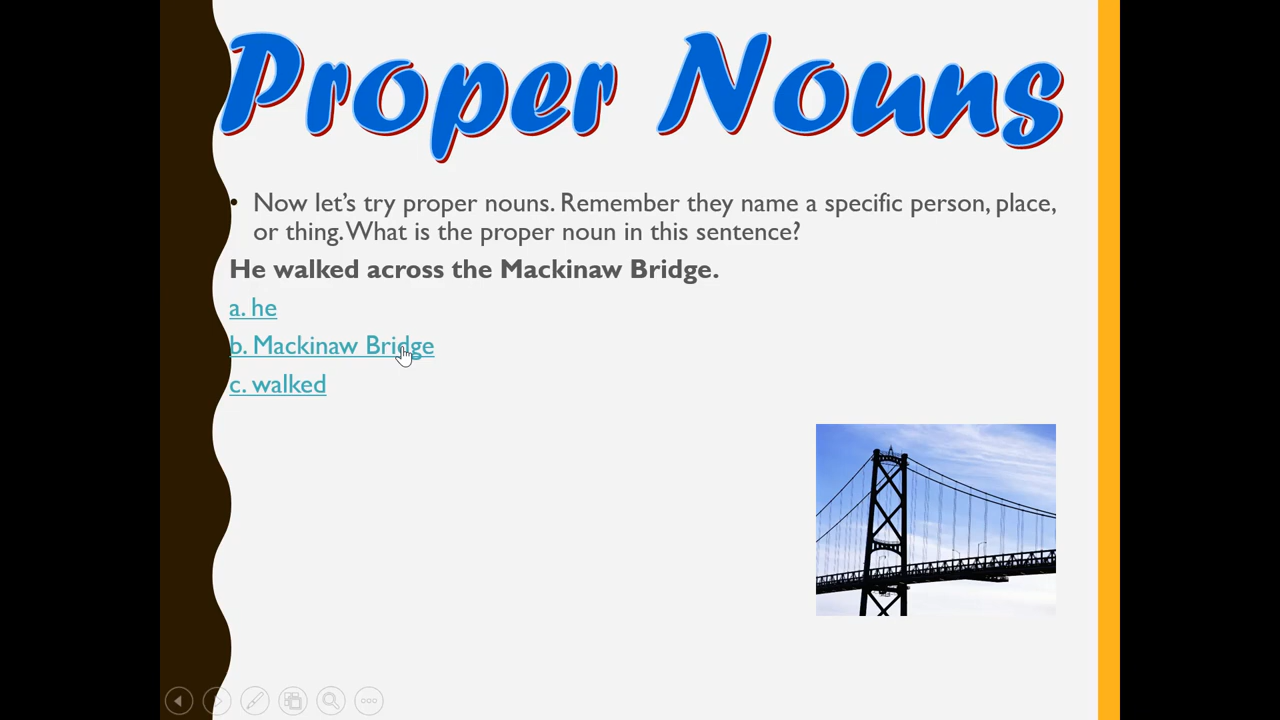 Proper Nouns
• Now let's try proper nouns. Remember they name a specific person, place,
or thing. What is the proper noun in this sentence?
He walked across the Mackinaw Bridge.
a. he
b. Mackinaw Bridge
c. walked